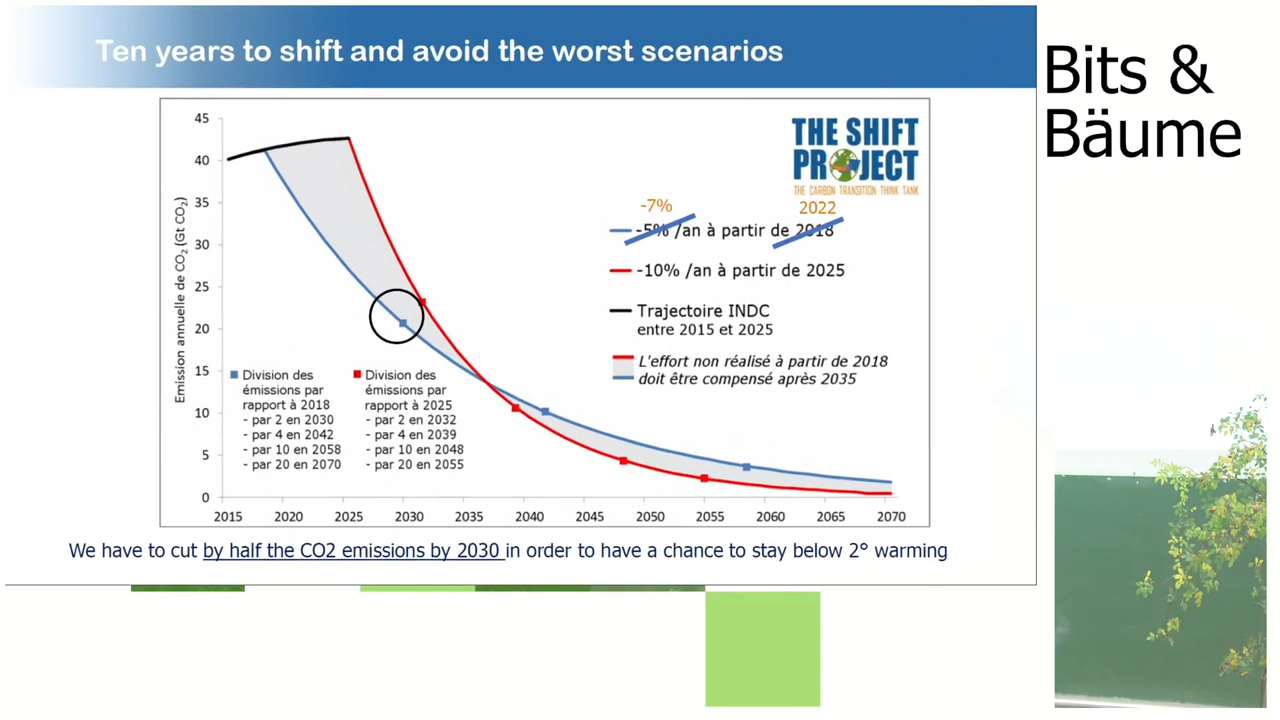 Ten years to shift and avoid the worst scenarios
Bits &
Bäume
THE SHIFT
PROJECT
THE CARBON TRANSITION THINK TANK
Emission annuelle de CO₂ (Gt CO₂)
45
40
35
30
25
20
15
10
5
0
-7%
2022
-5% /an à partir de 2018
-10% /an à partir de 2025
Trajectoire INDC
entre 2015 et 2025
L'effort non réalisé à partir de 2018
doit être compensé après 2035
Division des
émissions par
rapport à 2018
- par 2 en 2030
- par 4 en 2042
- par 10 en 2058
- par 20 en 2070
Division des
émissions par
rapport à 2025
- par 2 en 2032
- par 4 en 2039
- par 10 en 2048
- par 20 en 2055
2015 2020 2025 2030 2035 2040 2045 2050 2055 2060 2065 2070
We have to cut by half the CO2 emissions by 2030 in order to have a chance to stay below 2° warming